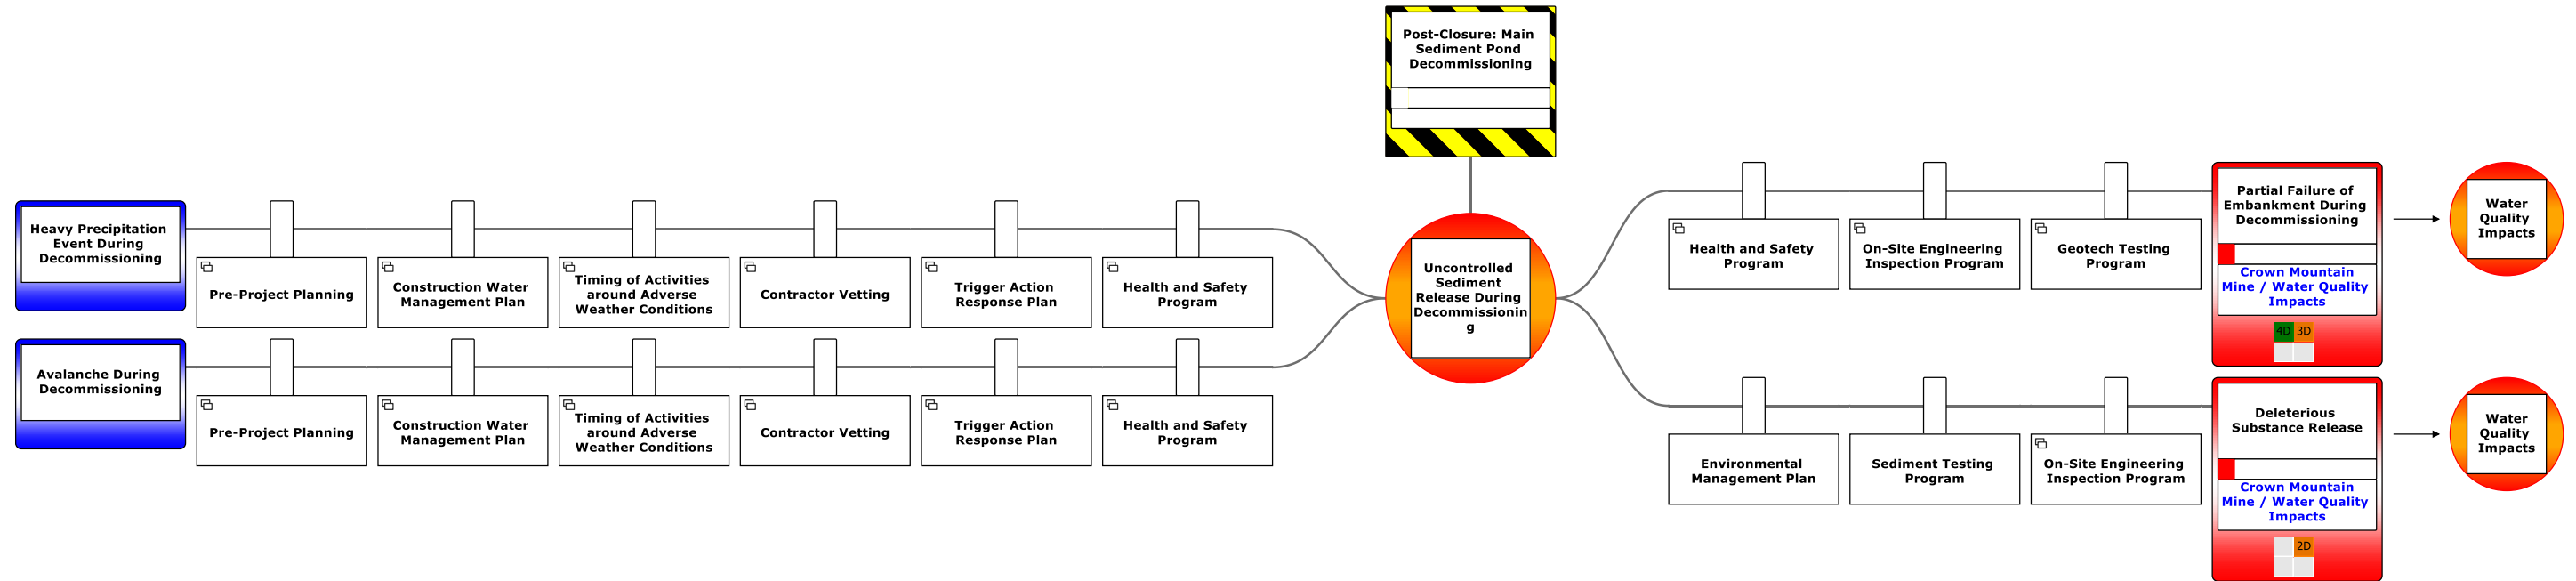 Post-Closure: Main
Sediment Pond
Decommissioning
Heavy Precipitation
Event During
Decommissioning
Pre-Project Planning
Construction Water
Management Plan
Timing of Activities
around Adverse
Weather Conditions
Contractor Vetting
Trigger Action
Response Plan
Health and Safety
Program
Avalanche During
Decommissioning
Pre-Project Planning
Construction Water
Management Plan
Timing of Activities
around Adverse
Weather Conditions
Contractor Vetting
Trigger Action
Response Plan
Health and Safety
Program
Uncontrolled
Sediment
Release During
Decommissionin
g
Health and Safety
Program
On-Site Engineering
Inspection Program
Geotech Testing
Program
Partial Failure of
Embankment During
Decommissioning
Crown Mountain
Mine / Water Quality
Impacts
4D 3D
Water
Quality
Impacts
Environmental
Management Plan
Sediment Testing
Program
On-Site Engineering
Inspection Program
Deleterious
Substance Release
Crown Mountain
Mine / Water Quality
Impacts
2D
Water
Quality
Impacts